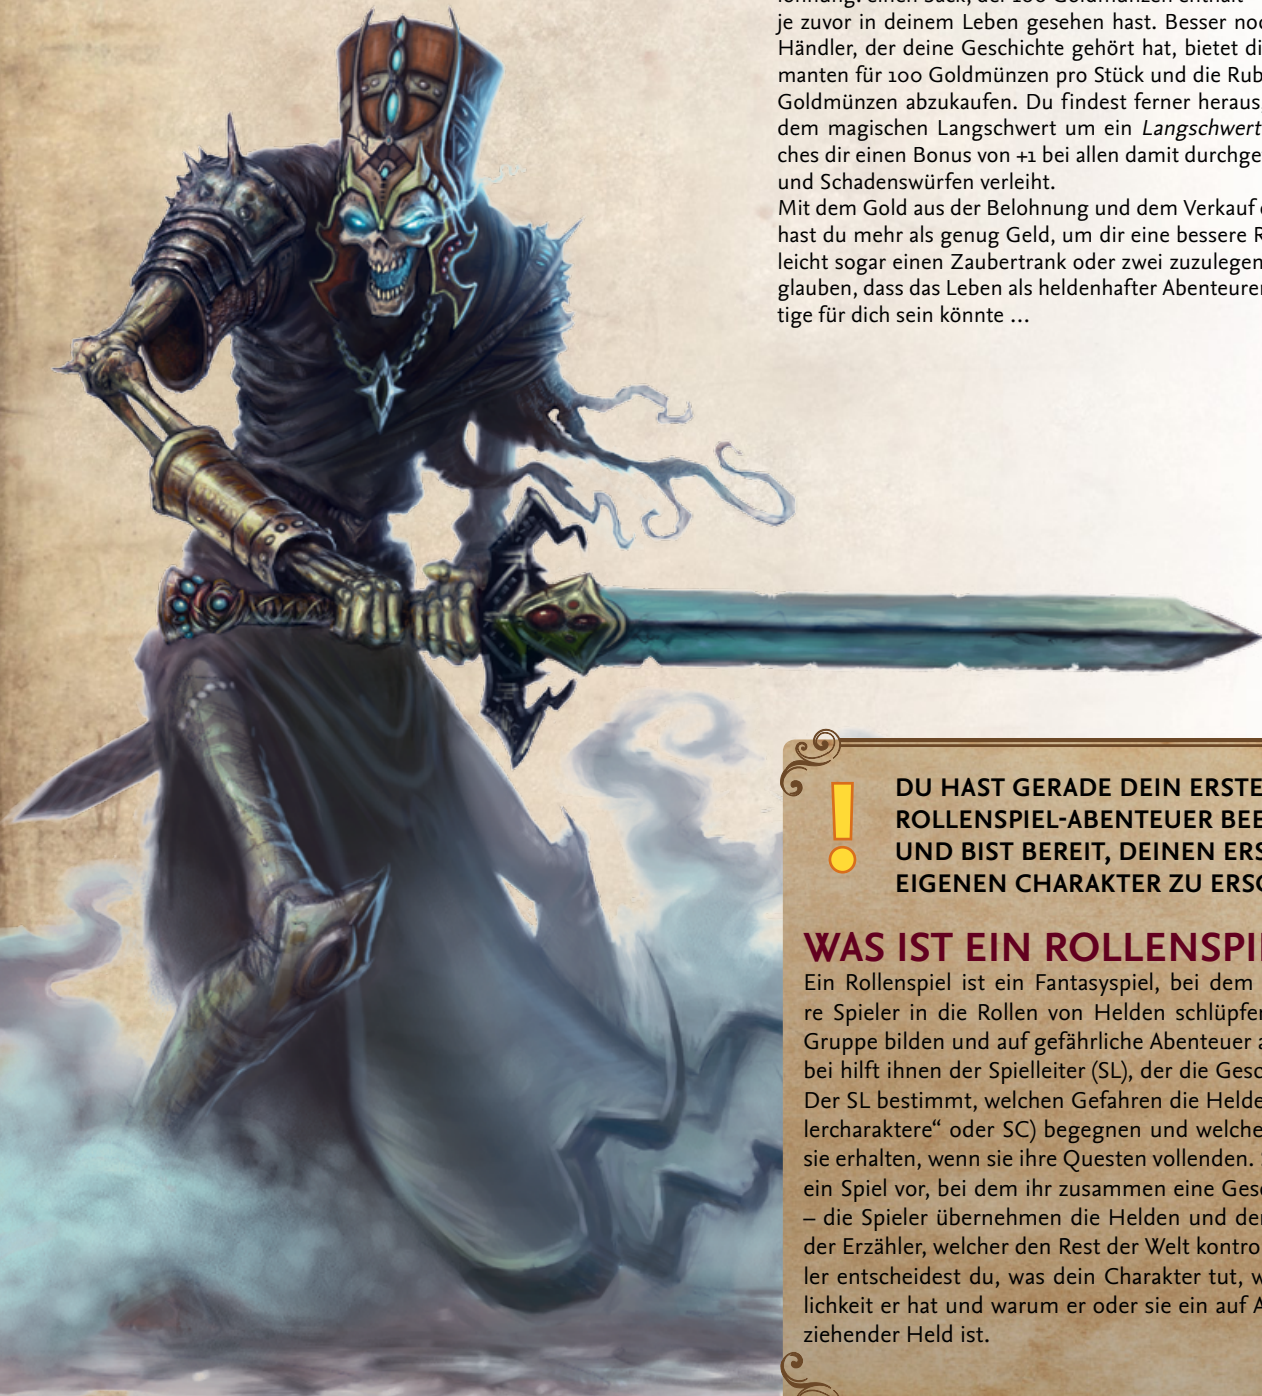 je zuvor in deinem Leben gesehen hast. Besser noc
Händler, der deine Geschichte gehört hat, bietet di
manten für 100 Goldmünzen pro Stück und die Rub
Goldmünzen abzukaufen. Du findest ferner heraus,
dem magischen Langschwert um ein Langschwert
ches dir einen Bonus von +1 bei allen damit durchge
und Schadenswürfen verleiht.
Mit dem Gold aus der Belohnung und dem Verkauf
hast du mehr als genug Geld, um dir eine bessere R
leicht sogar einen Zaubertrank oder zwei zuzulegen
glauben, dass das Leben als heldenhafter Abenteurer
tige für dich sein könnte …
DU HAST GERADE DEIN ERSTE
ROLLENSPIEL-ABENTEUER BEE
UND BIST BEREIT, DEINEN ERS
EIGENEN CHARAKTER ZU ERSC
WAS IST EIN ROLLENSPI
Ein Rollenspiel ist ein Fantasyspiel, bei dem
re Spieler in die Rollen von Helden schlüpfen
Gruppe bilden und auf gefährliche Abenteuer a
bei hilft ihnen der Spielleiter (SL), der die Gesc
Der SL bestimmt, welchen Gefahren die Helde
lercharaktere“ oder SC) begegnen und welche
sie erhalten, wenn sie ihre Questen vollenden.
ein Spiel vor, bei dem ihr zusammen eine Gesc
– die Spieler übernehmen die Helden und der
der Erzähler, welcher den Rest der Welt kontro
ler entscheidest du, was dein Charakter tut, w
lichkeit er hat und warum er oder sie ein auf A
ziehender Held ist.